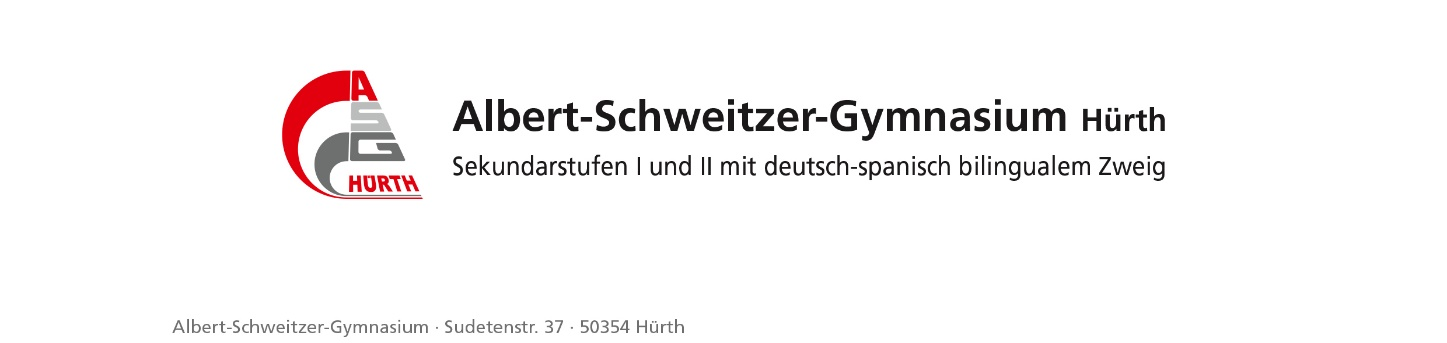 A
S
G
HÜRTH
Albert-Schweitzer-Gymnasium Hürth
Sekundarstufen I und II mit deutsch-spanisch bilingualem Zweig
Albert-Schweitzer-Gymnasium · Sudetenstr. 37 · 50354 Hürth